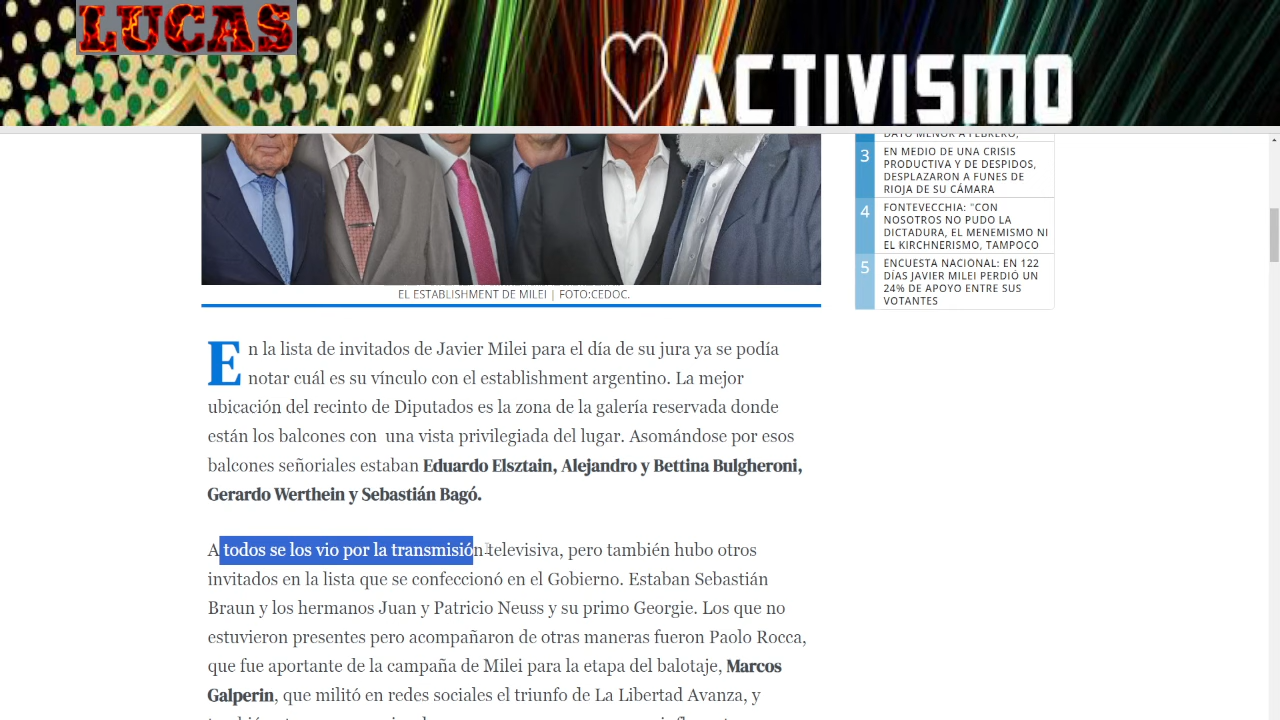 LUCAS
ACTIVISMO
DATO MENOR A FEBRERO,
3
EN MEDIO DE UNA CRISIS
PRODUCTIVA Y DE DESPIDOS,
DESPLAZARON A FUNES DE
RIOJA DE SU CÁMARA
4
FONTEVECCHIA: "CON
NOSOTROS NO PUDO LA
DICTADURA, EL MENEMISMO NI
EL KIRCHNERISMO, TAMPOCO
5
ENCUESTA NACIONAL: EN 122
DÍAS JAVIER MILEI PERDIÓ UN
24% DE APOYO ENTRE SUS
VOTANTES
EL ESTABLISHMENT DE MILEI | FOTO:CEDOC.
En la lista de invitados de Javier Milei para el día de su jura ya se podía
notar cuál es su vínculo con el establishment argentino. La mejor
ubicación del recinto de Diputados es la zona de la galería reservada donde
están los balcones con una vista privilegiada del lugar. Asomándose por esos
balcones señoriales estaban Eduardo Elsztain, Alejandro y Bettina Bulgheroni,
Gerardo Werthein y Sebastián Bagó.
A todos se los vio por la transmisión televisiva, pero también hubo otros
invitados en la lista que se confeccionó en el Gobierno. Estaban Sebastián
Braun y los hermanos Juan y Patricio Neuss y su primo Georgie. Los que no
estuvieron presentes pero acompañaron de otras maneras fueron Paolo Rocca,
que fue aportante de la campaña de Milei para la etapa del balotaje, Marcos
Galperin, que militó en redes sociales el triunfo de La Libertad Avanza, y